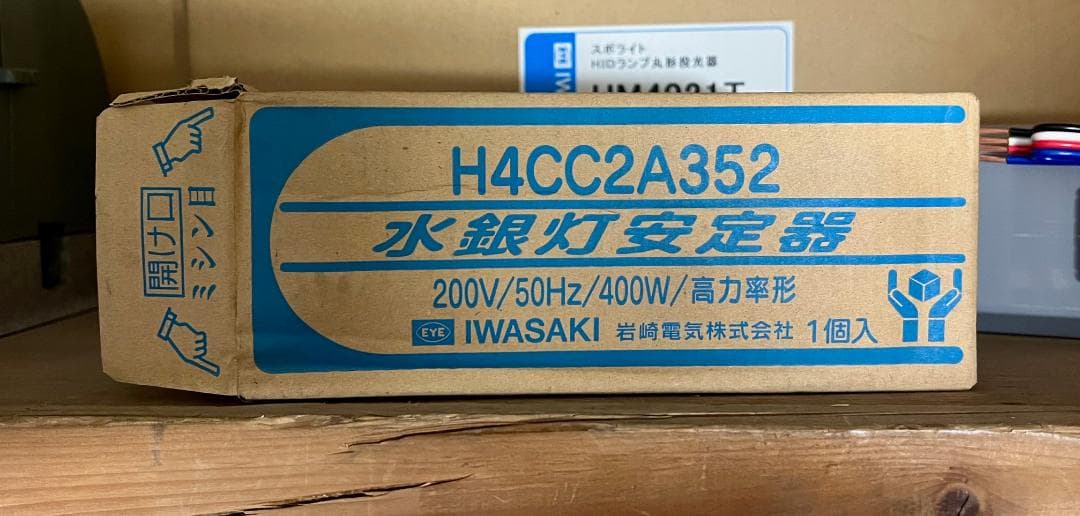 スポライト
HIDランプ丸形投光器
EYE IWASAKI
H4CC2A352
水銀灯安定器
200V/50Hz/400W/高力率形
EYE IWASAKI 岩崎電気株式会社 1個入
開け口
ミシン目